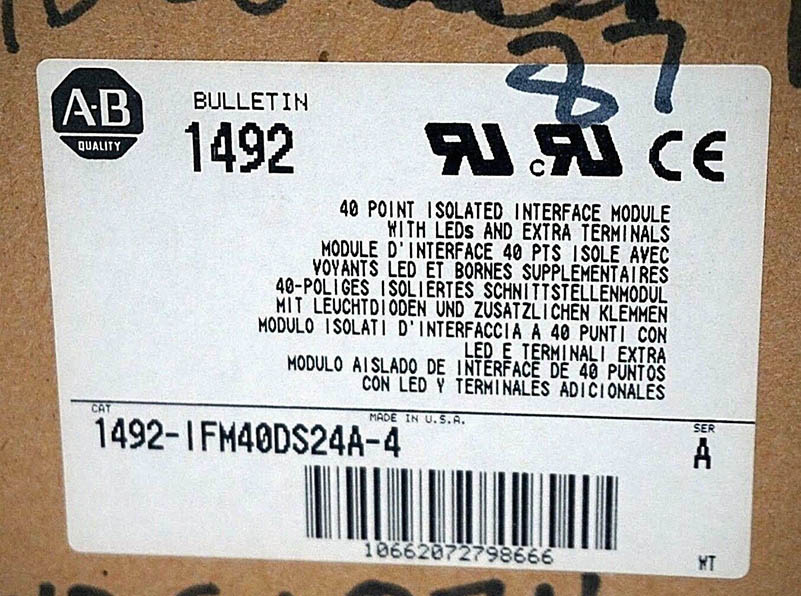 87
A-B
QUALITY
BULLETIN
1492
40 POINT ISOLATED INTERFACE MODULE
WITH LEDs AND EXTRA TERMINALS
MODULE D'INTERFACE 40 PTS ISOLE AVEC
VOYANTS LED ET BORNES SUPPLEMENTAIRES
40-POLIGES ISOLIERTES SCHNITTSTELLENMODUL
MIT LEUCHTDIODEN UND ZUSATZLICHEN KLEMMEN
MODULO ISOLATI D'INTERFACCIA A 40 PUNTI CON
LED E TERMINALI EXTRA
MODULO AISLADO DE INTERFACE DE 40 PUNTOS
CON LED Y TERMINALES ADICIONALES
CAT
MADE IN U.S.A.
SER
1492-IFM40DS24A-4
A
10662072798666
WT